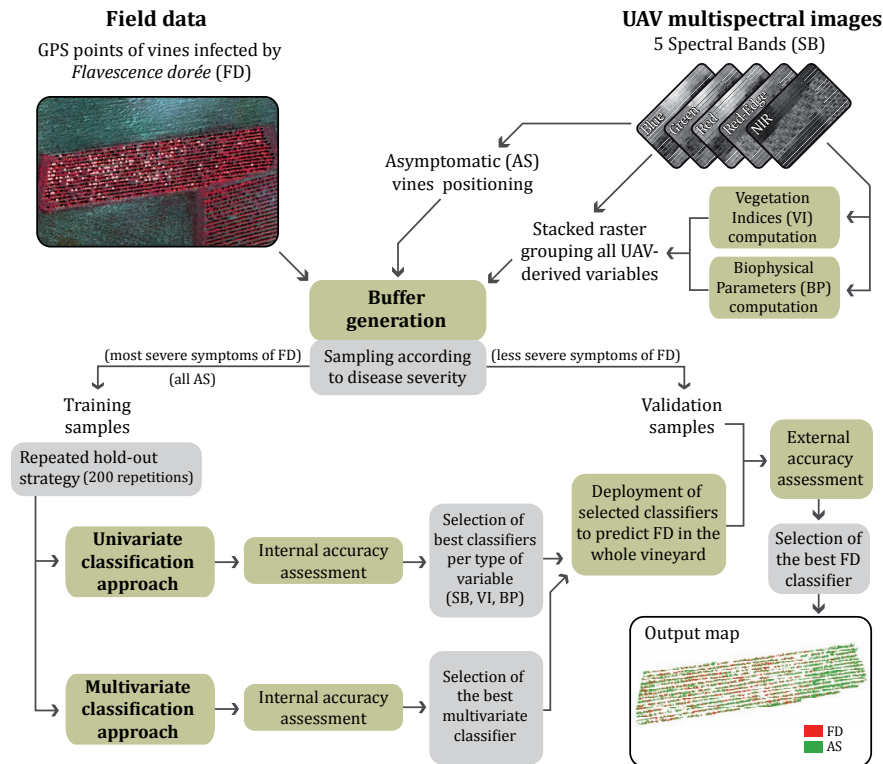 Field data
GPS points of vines infected by
Flavescence dorée (FD)
UAV multispectral images
5 Spectral Bands (SB)
Blue
Green
Red
Red-Edge
NIR
Asymptomatic (AS)
vines positioning
Stacked raster
grouping all UAV-
derived variables
Vegetation
Indices (VI)
computation
Biophysical
Parameters (BP)
computation
Buffer
generation
Sampling according
to disease severity
(most severe symptoms of FD)
(all AS)
(less severe symptoms of FD)
Training
samples
Validation
samples
Repeated hold-out
strategy (200 repetitions)
Univariate
classification
approach
Internal accuracy
assessment
Selection of
best classifiers
per type of
variable
(SB, VI, BP)
Multivariate
classification
approach
Internal accuracy
assessment
Selection of
the best
multivariate
classifier
Deployment of
selected classifiers
to predict FD in the
whole vineyard
External
accuracy
assessment
Selection of
the best FD
classifier
Output map
FD
AS